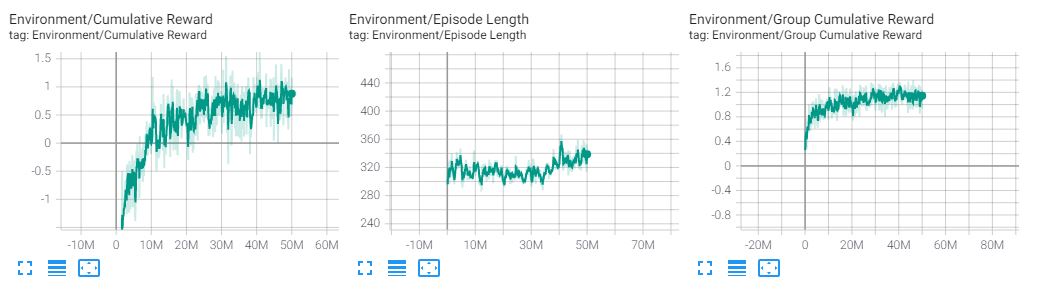 Environment/Cumulative Reward
tag: Environment/Cumulative Reward
1.5
1
0.5
0
-0.5
-1
-10M 0 10M 20M 30M 40M 50M 60M
Environment/Episode Length
tag: Environment/Episode Length
440
400
360
320
280
240
-10M 10M 30M 50M 70M
Environment/Group Cumulative Reward
tag: Environment/Group Cumulative Reward
1.6
1.2
0.8
0.4
0
-0.4
-0.8
-20M 0 20M 40M 60M 80M